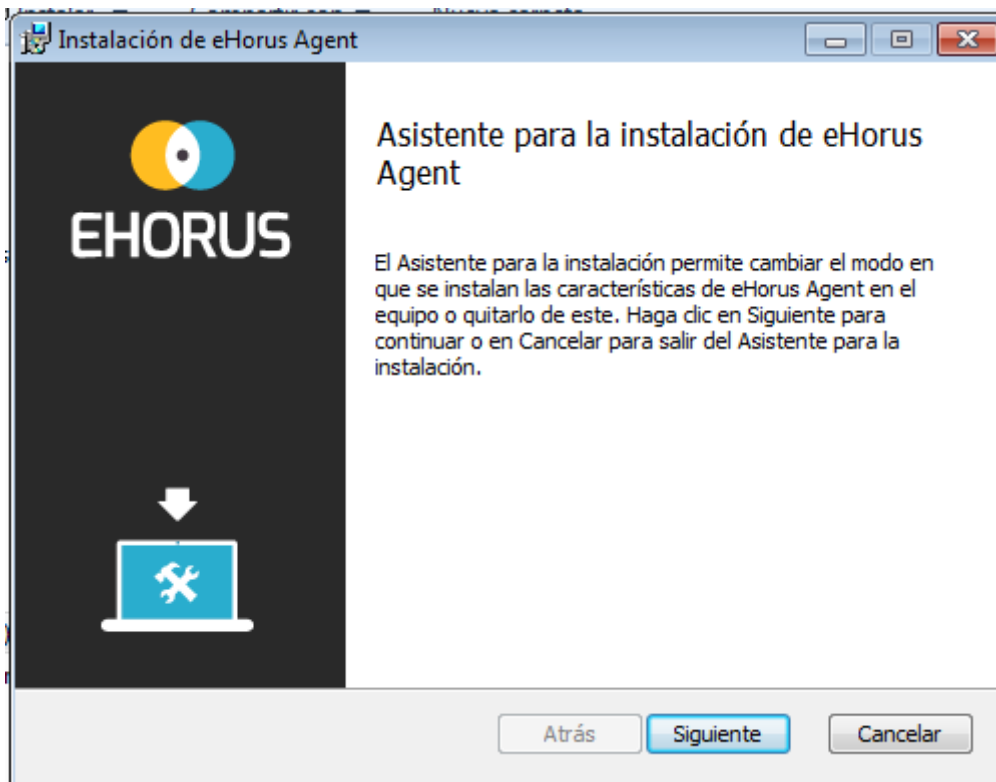 Instalación de eHorus Agent
EHORUS
Asistente para la instalación de eHorus
Agent
El Asistente para la instalación permite cambiar el modo en
que se instalan las características de eHorus Agent en el
equipo o quitarlo de este. Haga clic en Siguiente para
continuar o en Cancelar para salir del Asistente para la
instalación.
Atrás
Siguiente
Cancelar